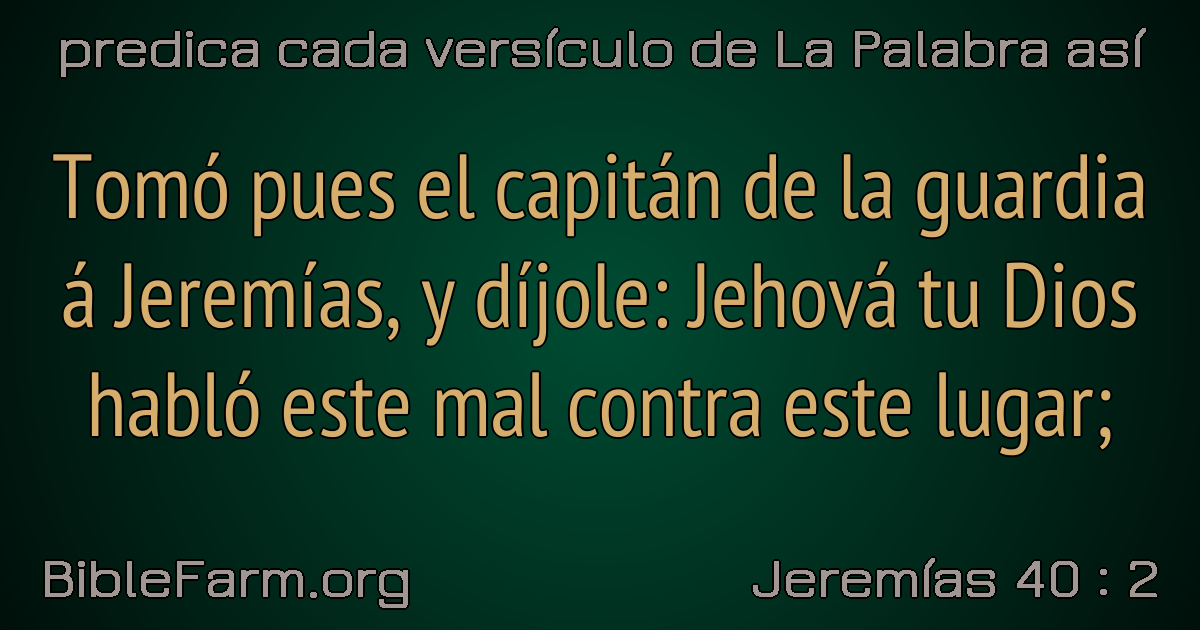 predica cada versículo de La Palabra así
Tomó pues el capitán de la guardia
á Jeremías, y díjole: Jehová tu Dios
habló este mal contra este lugar;
BibleFarm.org
Jeremías 40 : 2